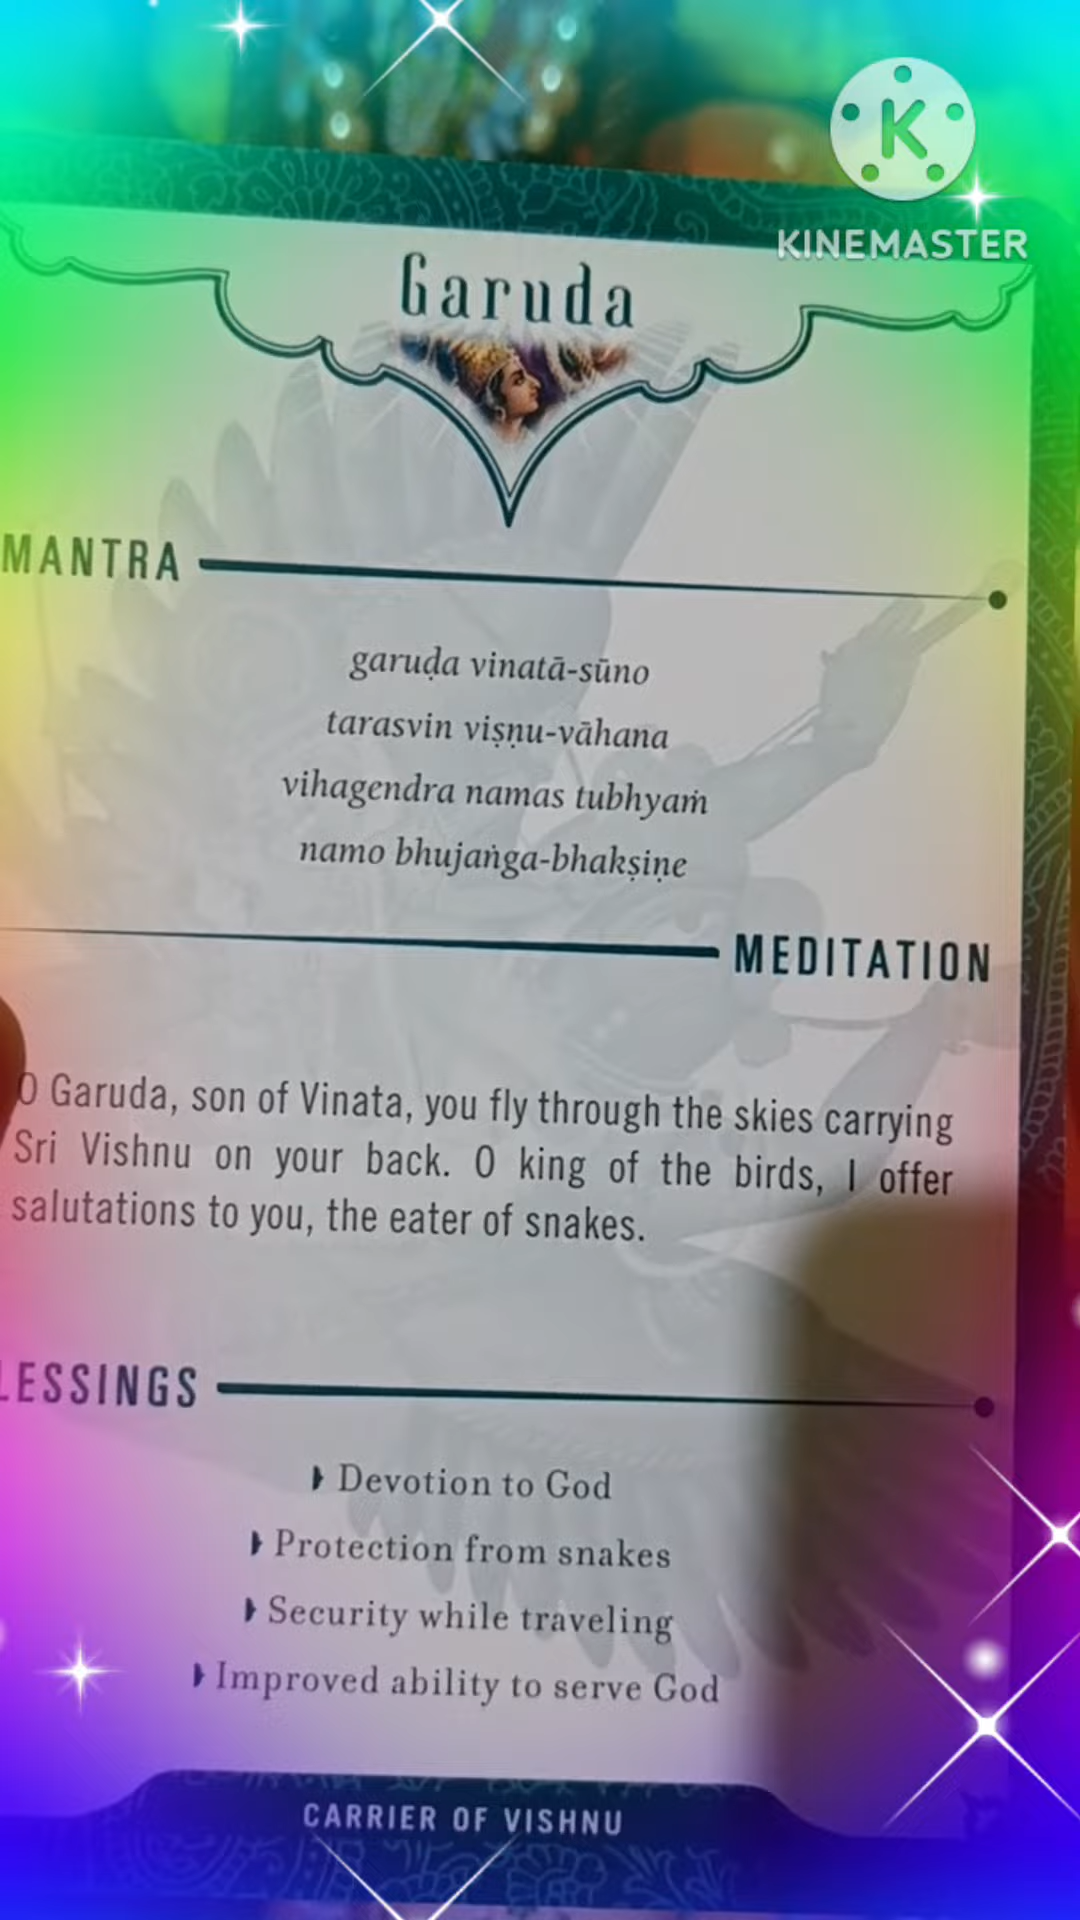 K
KINEMASTER
Garuda
MANTRA
garuḍa vinatā-sūno
tarasvin viṣṇu-vāhana
vihagendra namas tubhyaṁ
namo bhujaṅga-bhakṣiṇe
MEDITATION
O Garuda, son of Vinata, you fly through the skies carrying
Sri Vishnu on your back. O king of the birds, I offer
salutations to you, the eater of snakes.
LESSINGS
Devotion to God
Protection from snakes
Security while traveling
Improved ability to serve God
CARRIER OF VISHNU